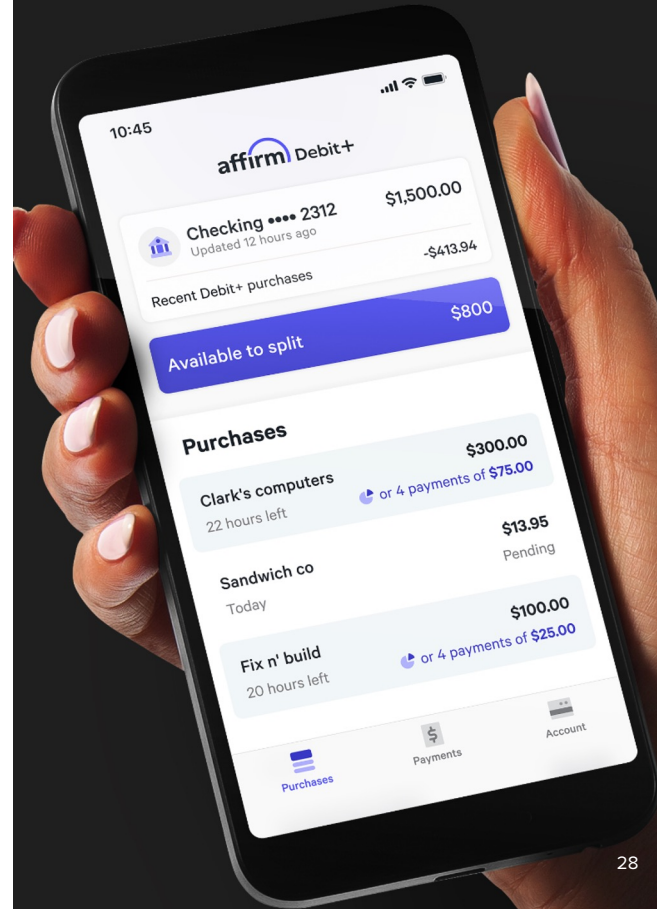 10:45
affirm Debit+
Checking •••• 2312 $1,500.00
Updated 12 hours ago
Recent Debit+ purchases -$413.94
Available to split $800
Purchases
Clark's computers $300.00
22 hours left or 4 payments of $75.00
Sandwich co $13.95
Today Pending
Fix n' build $100.00
20 hours left or 4 payments of $25.00
Purchases Payments Account
28